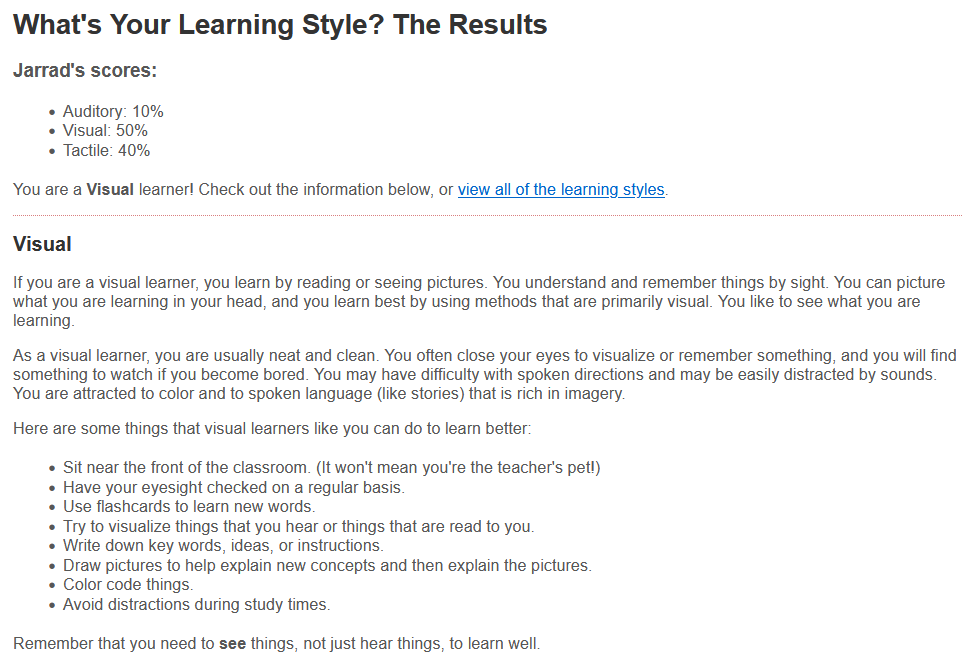 What's Your Learning Style? The Results
Jarrad's scores:
• Auditory: 10%
• Visual: 50%
• Tactile: 40%
You are a Visual learner! Check out the information below, or view all of the learning styles.
Visual
If you are a visual learner, you learn by reading or seeing pictures. You understand and remember things by sight. You can picture
what you are learning in your head, and you learn best by using methods that are primarily visual. You like to see what you are
learning.
As a visual learner, you are usually neat and clean. You often close your eyes to visualize or remember something, and you will find
something to watch if you become bored. You may have difficulty with spoken directions and may be easily distracted by sounds.
You are attracted to color and to spoken language (like stories) that is rich in imagery.
Here are some things that visual learners like you can do to learn better:
• Sit near the front of the classroom. (It won't mean you're the teacher's pet!)
• Have your eyesight checked on a regular basis.
• Use flashcards to learn new words.
• Try to visualize things that you hear or things that are read to you.
• Write down key words, ideas, or instructions.
• Draw pictures to help explain new concepts and then explain the pictures.
• Color code things.
• Avoid distractions during study times.
Remember that you need to see things, not just hear things, to learn well.